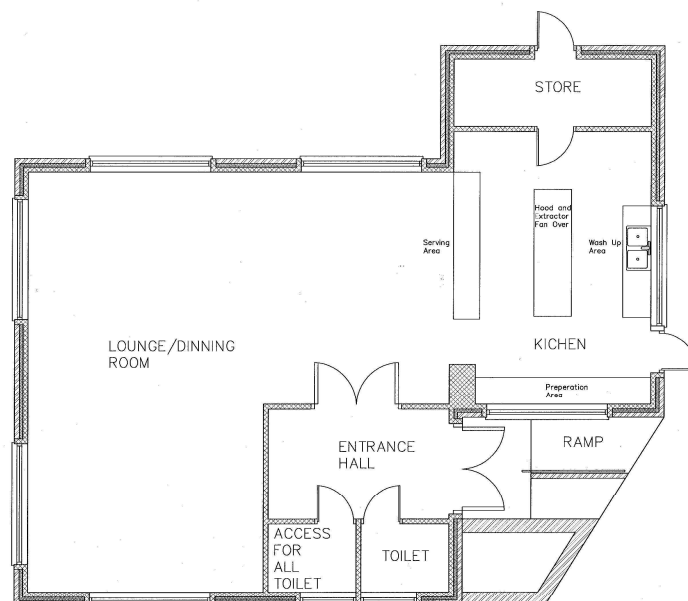 STORE
Hood and
Extractor
Fan Over
Serving
Area
Wash Up
Area
LOUNGE/DINNING
ROOM
KICHEN
Preperation
Area
ENTRANCE
HALL
RAMP
ACCESS
FOR
ALL
TOILET
TOILET